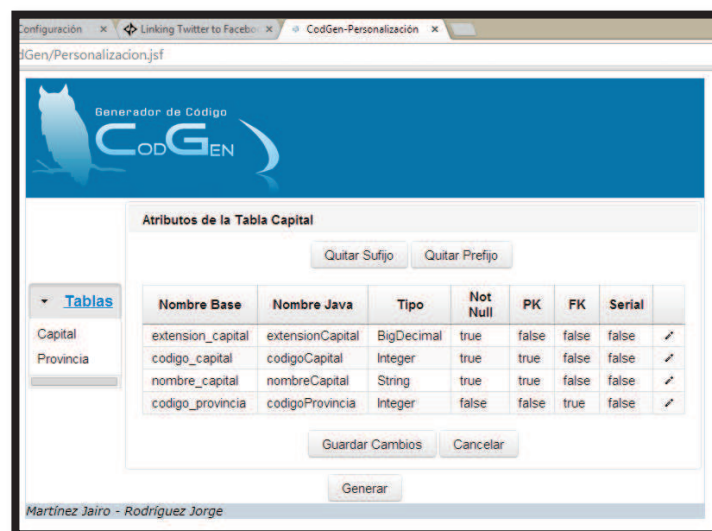 Configuración
Linking Twitter to Facebo
CodGen-Personalización
dGen/Personalizacion.jsf
Generador de Código
CODGEN
Atributos de la Tabla Capital
Quitar Sufijo Quitar Prefijo
Tablas
Capital
Provincia
Nombre Base Nombre Java Tipo Not Null PK FK Serial
extension_capital extensionCapital BigDecimal true false false false
codigo_capital codigoCapital Integer true true false false
nombre_capital nombreCapital String true true false false
codigo_provincia codigoProvincia Integer false false true false
Guardar Cambios Cancelar
Generar
Martínez Jairo - Rodríguez Jorge